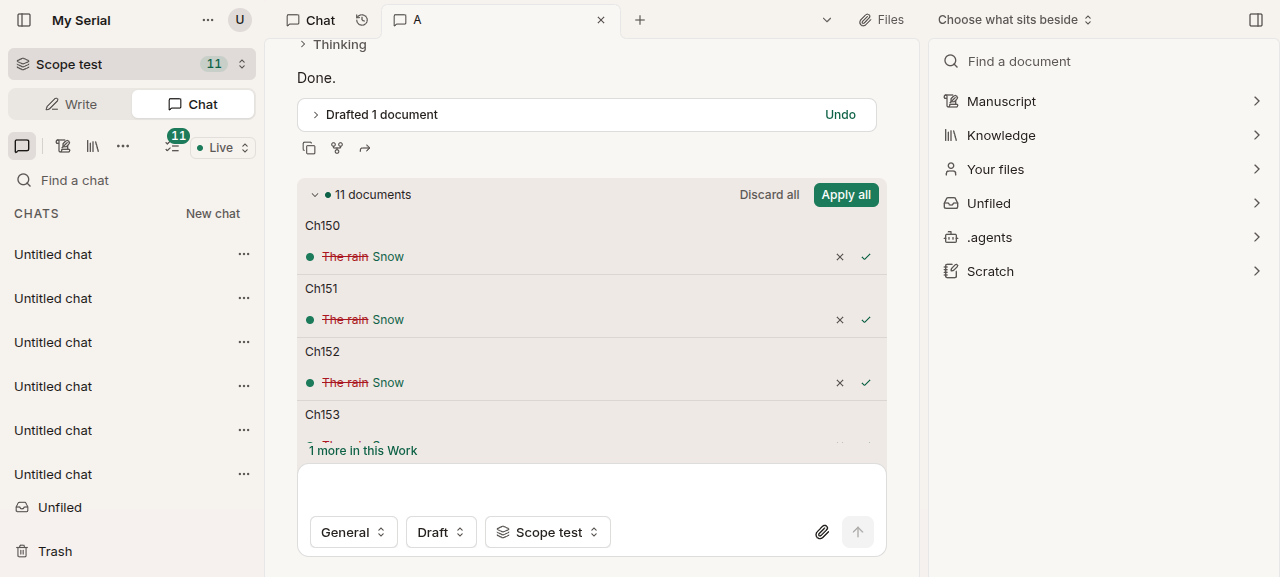 My Serial
U
Chat
A
Files
Choose what sits beside
Scope test
11
Write
Chat
11
Live
Find a chat
CHATS
New chat
Untitled chat
Untitled chat
Untitled chat
Untitled chat
Untitled chat
Untitled chat
Unfiled
Trash
Thinking
Done.
Drafted 1 document
Undo
11 documents
Discard all
Apply all
Ch150
The rain Snow
Ch151
The rain Snow
Ch152
The rain Snow
Ch153
1 more in this Work
General
Draft
Scope test
Find a document
Manuscript
Knowledge
Your files
Unfiled
.agents
Scratch